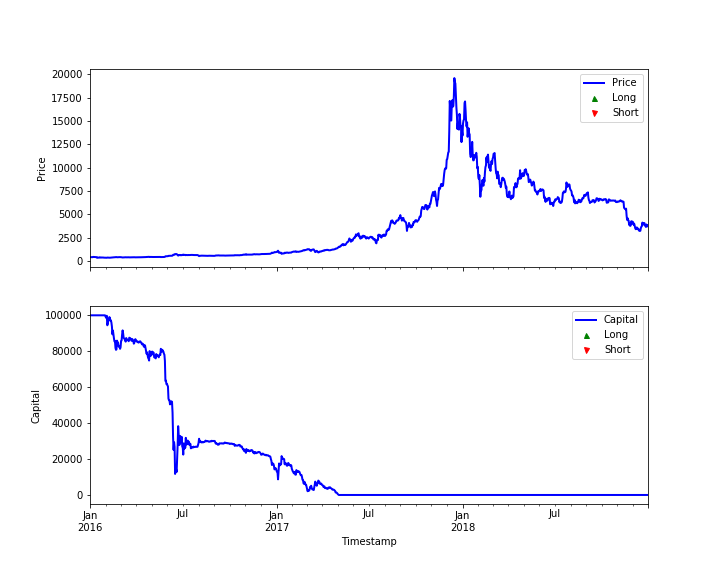 20000
17500
15000
12500
10000
7500
5000
2500
0
Price
Price
Long
Short
100000
80000
60000
40000
20000
0
Capital
Capital
Long
Short
Jan
2016
Jul
Jan
2017
Jul
Jan
2018
Jul
Timestamp